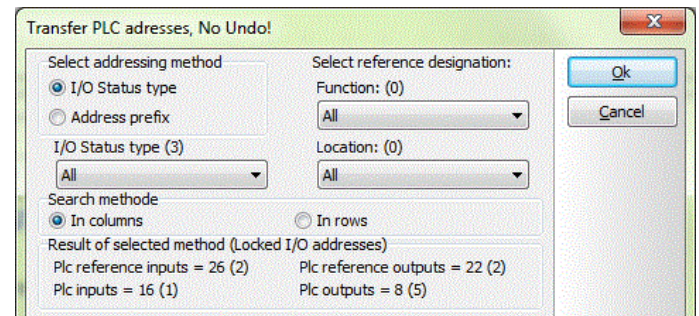 Transfer PLC adresses, No Undo!
Select addressing method
I/O Status type
Address prefix
I/O Status type (3)
All
Select reference designation:
Function: (0)
All
Location: (0)
All
Ok
Cancel
Search methode
In columns
In rows
Result of selected method (Locked I/O addresses)
Plc reference inputs = 26 (2)
Plc reference outputs = 22 (2)
Plc inputs = 16 (1)
Plc outputs = 8 (5)